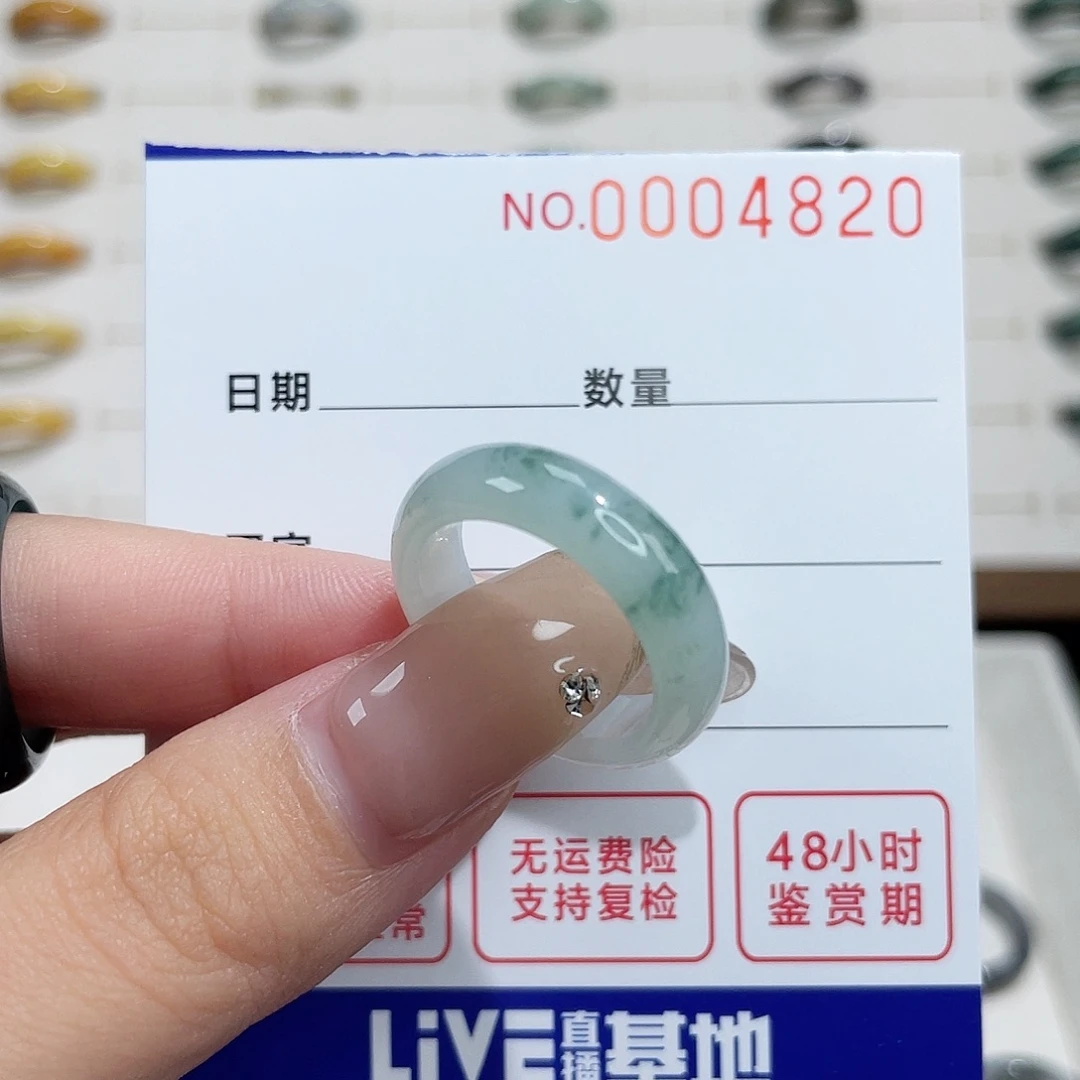 NO.0004820
日期
数量
无运费险
支持复检
48小时
鉴赏期
常
LiVE直播基地